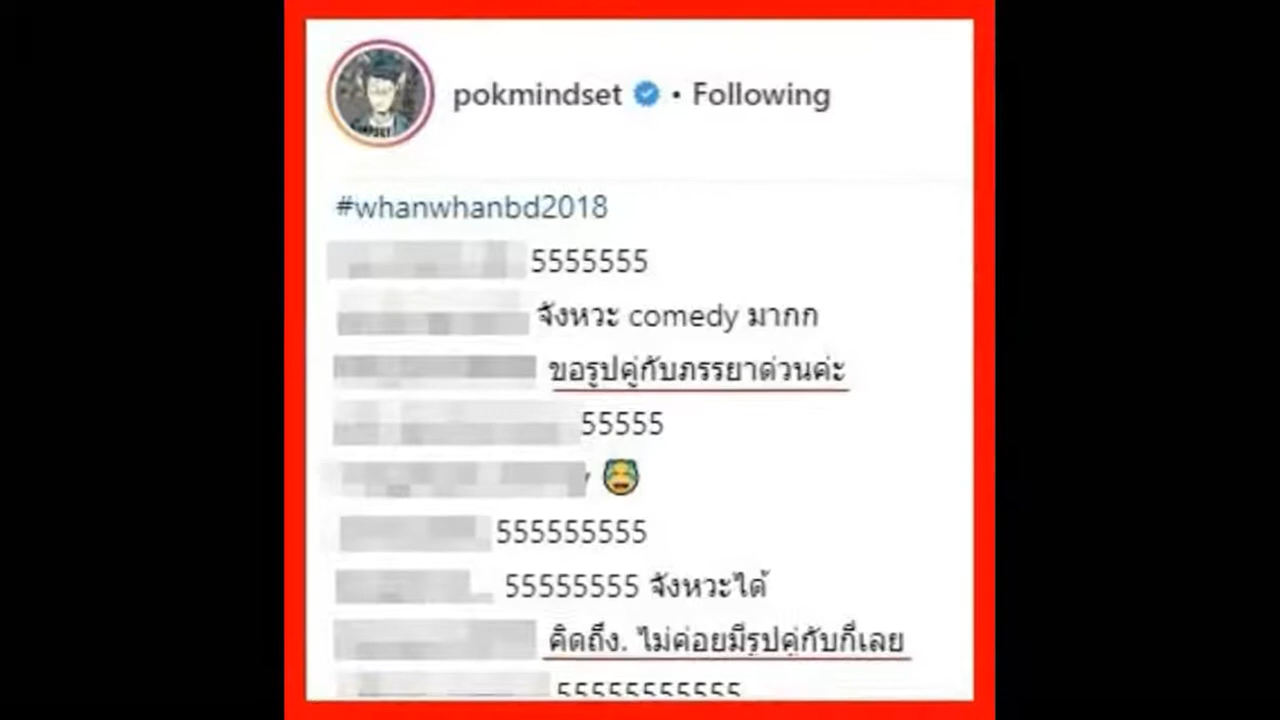 pokmindset • Following
#whanwhanbd2018
5555555
จังหวะ comedy มากก
ขอรูปคู่กับภรรยาด่วนค่ะ
55555
555555555
55555555 จังหวะได้
คิดถึง. ไม่ค่อยมีรูปคู่กับกี่เลย
55555555555